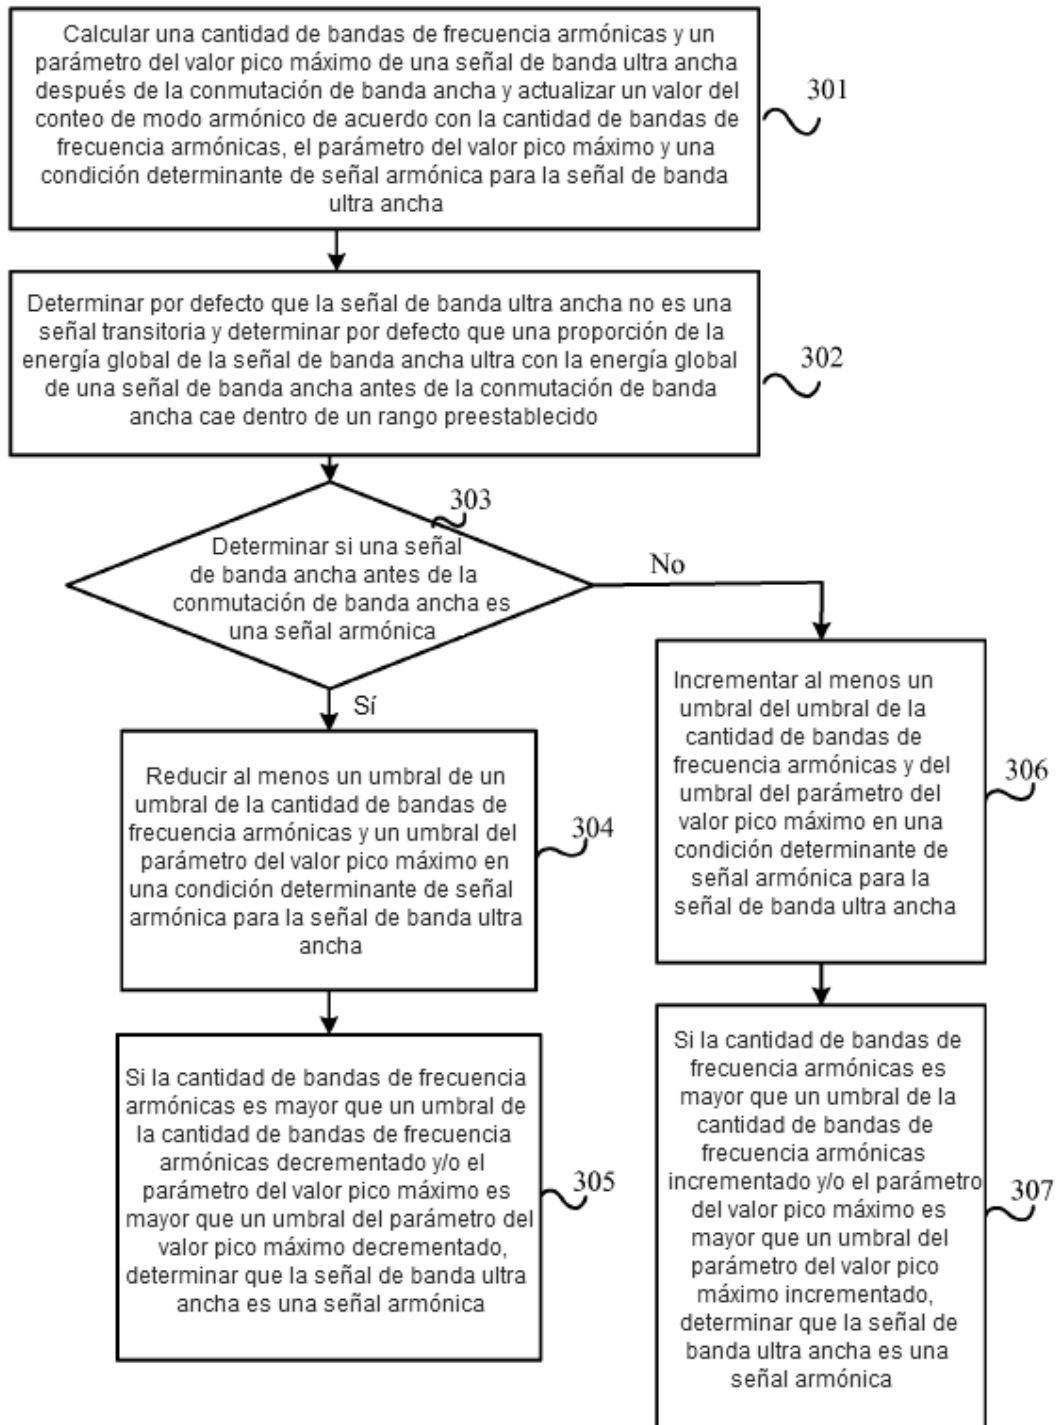 Calcular una cantidad de bandas de frecuencia armónicas y un
parámetro del valor pico máximo de una señal de banda ultra ancha
después de la conmutación de banda ancha y actualizar un valor del
conteo de modo armónico de acuerdo con la cantidad de bandas de
frecuencia armónicas, el parámetro del valor pico máximo y una
condición determinante de señal armónica para la señal de banda
ultra ancha
301
Determinar por defecto que la señal de banda ultra ancha no es una
señal transitoria y determinar por defecto que una proporción de la
energía global de la señal de banda ancha ultra con la energía global
de una señal de banda ancha antes de la conmutación de banda
ancha cae dentro de un rango preestablecido
302
303
Determinar si una señal
de banda ancha antes de la
conmutación de banda ancha es
una señal armónica
No
Sí
Reducir al menos un umbral de un
umbral de la cantidad de bandas de
frecuencia armónicas y un umbral del
parámetro del valor pico máximo en
una condición determinante de señal
armónica para la señal de banda ultra
ancha
304
Incrementar al menos un
umbral del umbral de la
cantidad de bandas de
frecuencia armónicas y del
umbral del parámetro del
valor pico máximo en una
condición determinante de
señal armónica para la
señal de banda ultra ancha
306
Si la cantidad de bandas de frecuencia
armónicas es mayor que un umbral de
la cantidad de bandas de frecuencia
armónicas decrementado y/o el
parámetro del valor pico máximo es
mayor que un umbral del parámetro del
valor pico máximo decrementado,
determinar que la señal de banda ultra
ancha es una señal armónica
305
Si la cantidad de bandas de
frecuencia armónicas es
mayor que un umbral de la
cantidad de bandas de
frecuencia armónicas
incrementado y/o el parámetro
del valor pico máximo es
mayor que un umbral del
parámetro del valor pico
máximo incrementado,
determinar que la señal de
banda ultra ancha es una
señal armónica
307